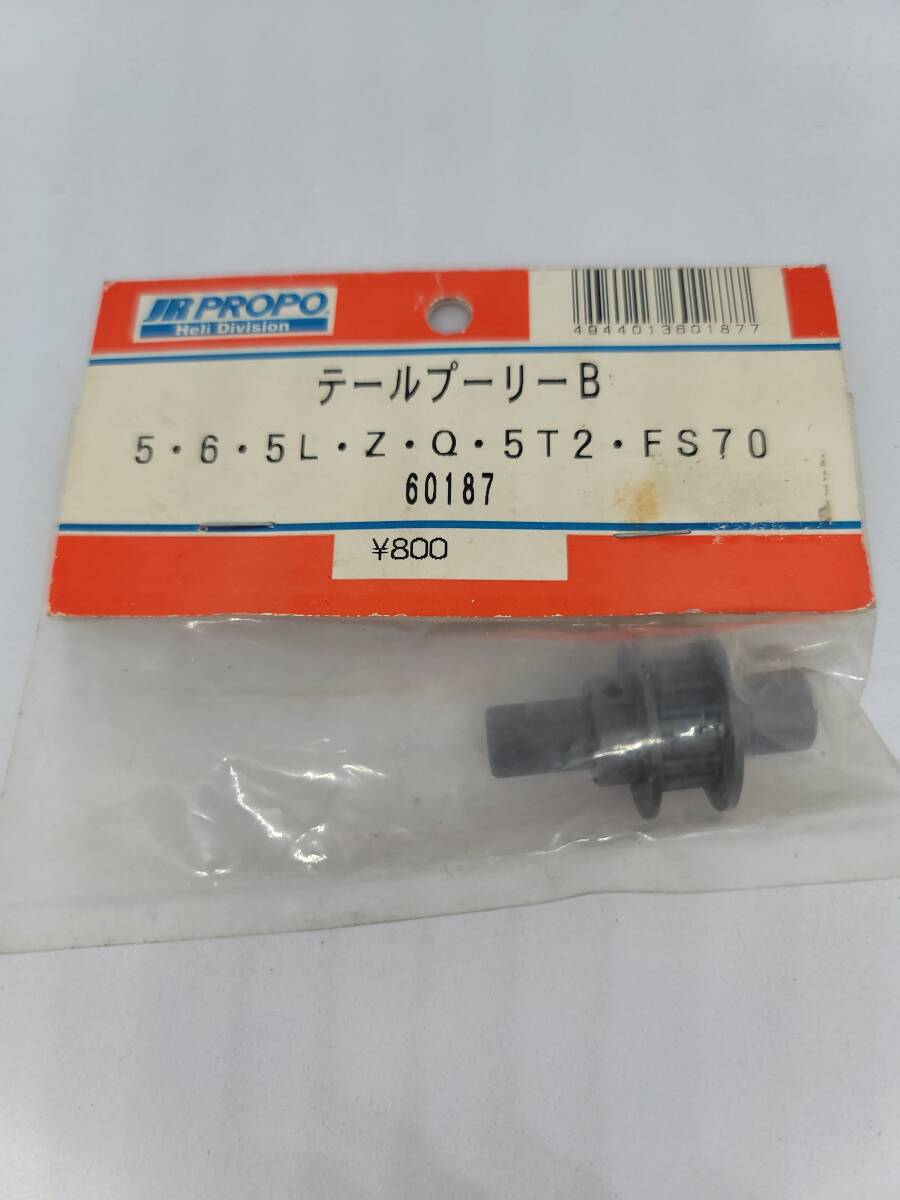 JR PROPO
Heli Division
4944013601877
テールプーリーB
5・6・5L・Z・Q・5T2・FS70
60187
¥800